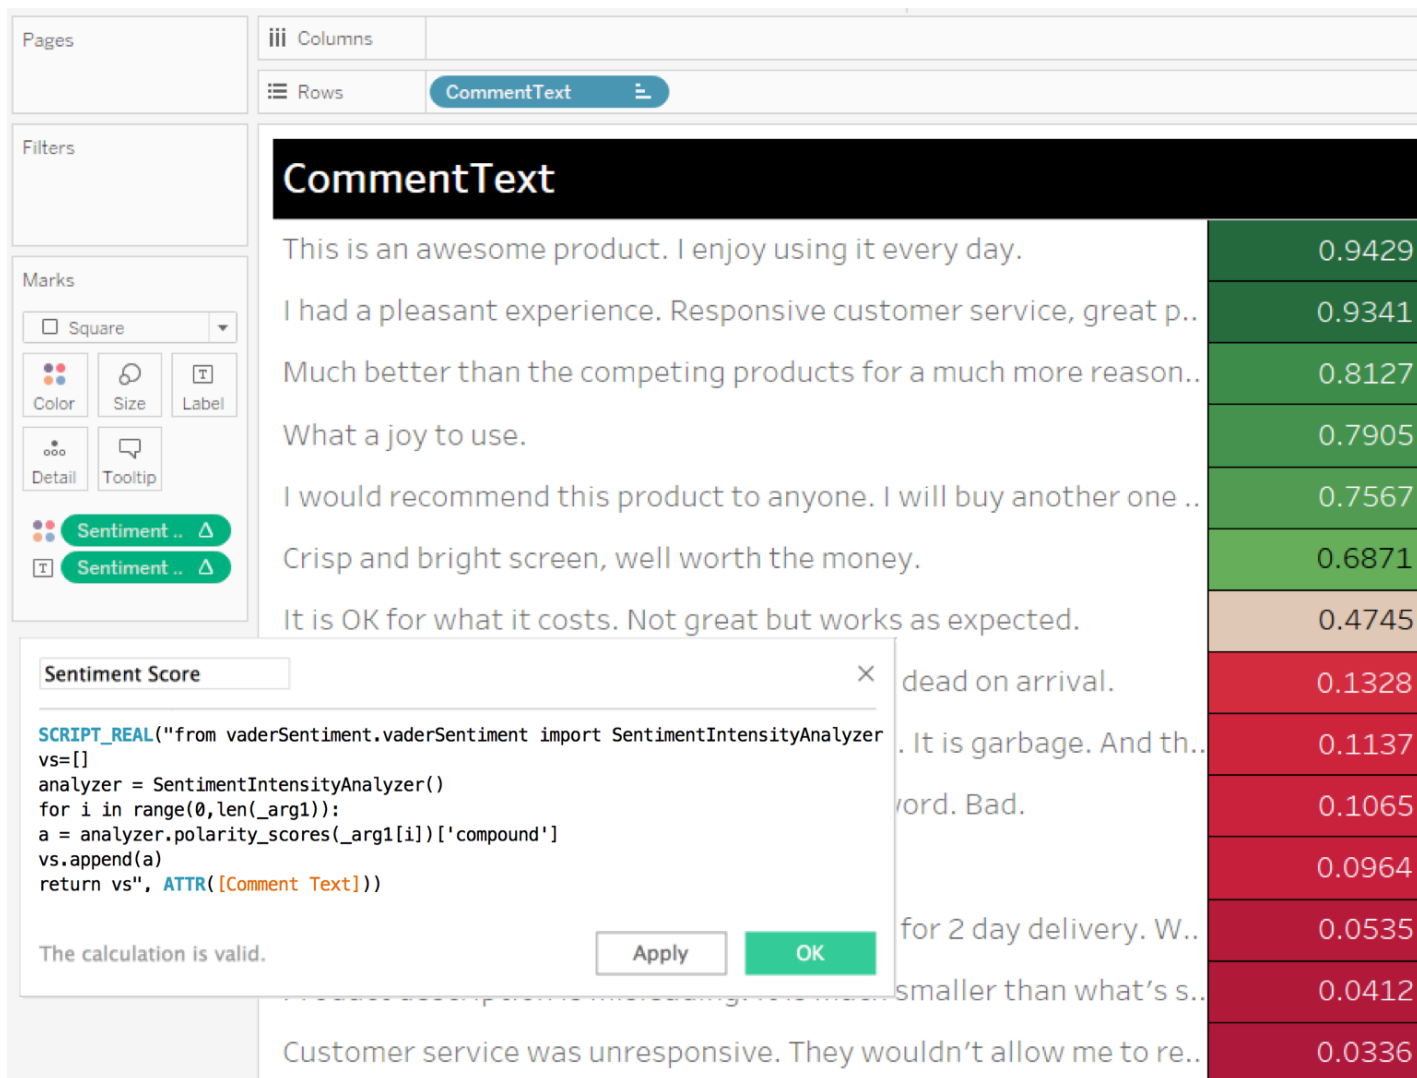 Pages
Columns
Rows
CommentText
Filters
CommentText
This is an awesome product. I enjoy using it every day. 0.9429
I had a pleasant experience. Responsive customer service, great p.. 0.9341
Marks
Square
Much better than the competing products for a much more reason.. 0.8127
Color Size Label
What a joy to use. 0.7905
Detail Tooltip
I would recommend this product to anyone. I will buy another one .. 0.7567
Sentiment ..
Sentiment ..
Crisp and bright screen, well worth the money. 0.6871
It is OK for what it costs. Not great but works as expected. 0.4745
dead on arrival. 0.1328
. It is garbage. And th.. 0.1137
word. Bad. 0.1065
0.0964
for 2 day delivery. W.. 0.0535
smaller than what's s.. 0.0412
Customer service was unresponsive. They wouldn't allow me to re.. 0.0336
Sentiment Score
SCRIPT_REAL("from vaderSentiment.vaderSentiment import SentimentIntensityAnalyzer
vs=[]
analyzer = SentimentIntensityAnalyzer()
for i in range(0,len(_arg1)):
a = analyzer.polarity_scores(_arg1[i])['compound']
vs.append(a)
return vs", ATTR([Comment Text]))
The calculation is valid.
Apply
OK